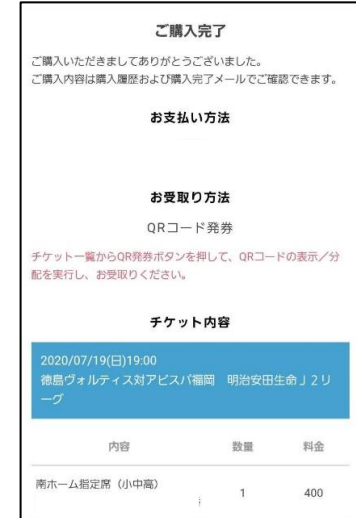 ご購入完了
ご購入いただきましてありがとうございました。
ご購入内容は購入履歴および購入完了メールでご確認できます。
お支払い方法
お受取り方法
QRコード発券
チケット一覧からQR発券ボタンを押して、QRコードの表示／分
配を実行し、お受取りください。
チケット内容
2020/07/19(日)19:00
徳島ヴォルティス対アビスパ福岡　明治安田生命Ｊ２リ
ーグ
内容 数量 料金
南ホーム指定席（小中高） 1 400